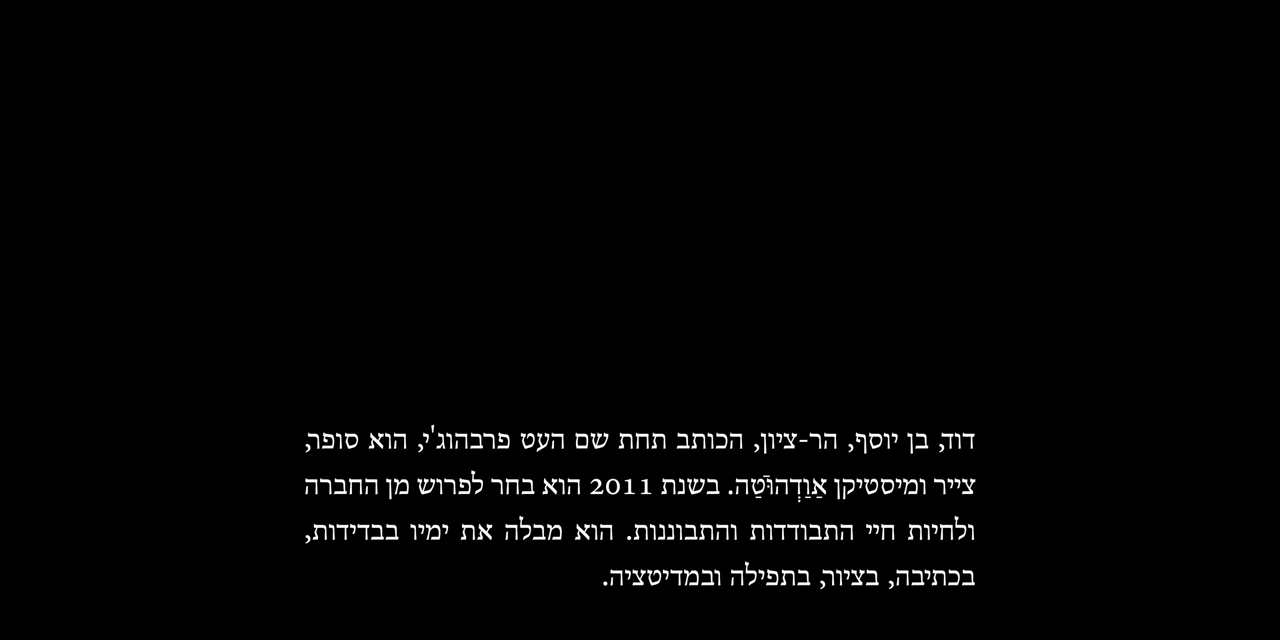 דוד, בן יוסף, הר-ציון, הכותב תחת שם העט פרבהוג'י, הוא סופר,
צייר ומיסטיקן אַוַדְהוּטַה. בשנת 2011 הוא בחר לפרוש מן החברה
ולחיות חיי התבודדות והתבוננות. הוא מבלה את ימיו בבדידות,
בכתיבה, בציור, בתפילה ובמדיטציה.